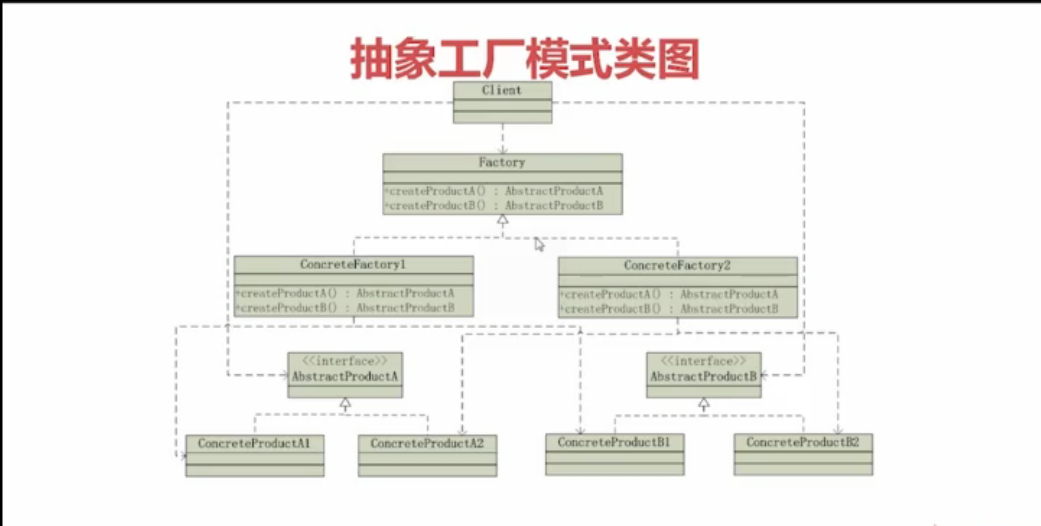 抽象工厂模式类图
Client
Factory
+createProductA() : AbstractProductA
+createProductB() : AbstractProductB
ConcreteFactory1
+createProductA() : AbstractProductA
+createProductB() : AbstractProductB
ConcreteFactory2
+createProductA() : AbstractProductA
+createProductB() : AbstractProductB
<<interface>>
AbstractProductA
<<interface>>
AbstractProductB
ConcreteProductA1
ConcreteProductA2
ConcreteProductB1
ConcreteProductB2